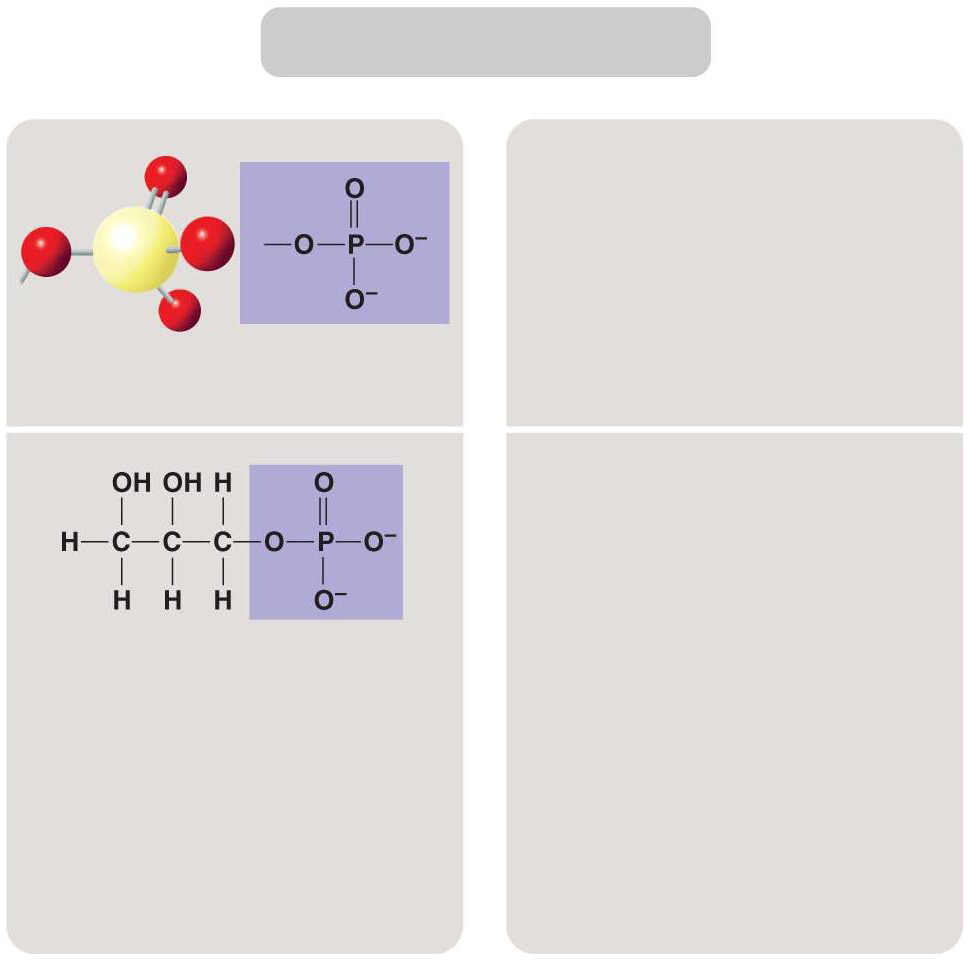 O
—O—P—O−
O−
OH OH H O
H—C—C—C—O—P—O−
H H H O−